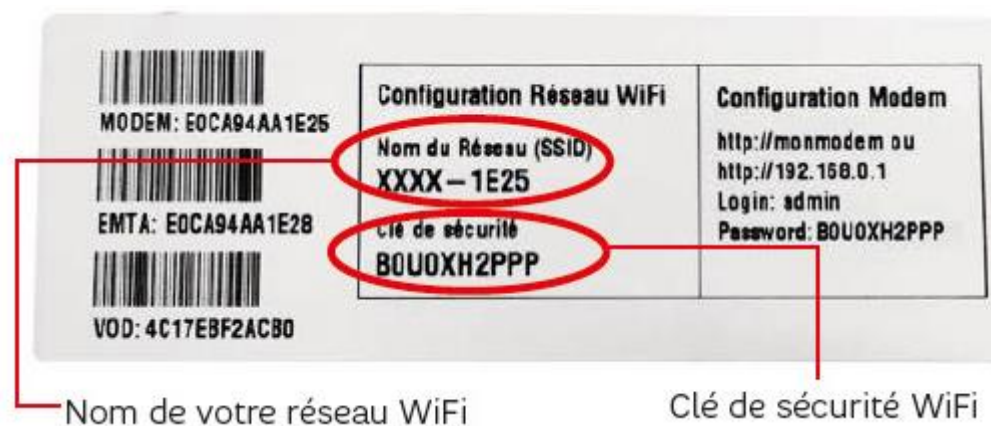 MODEM: E0CA94AA1E25
EMTA: E0CA94AA1E28
VOD: 4C17EBF2ACB0
Configuration Réseau WiFi
Nom du Réseau (SSID)
XXXX-1E25
Clé de sécurité
B0U0XH2PPP
Configuration Modem
http://monmodem ou
http://192.168.0.1
Login: admin
Password: B0U0XH2PPP
Nom de votre réseau WiFi
Clé de sécurité WiFi